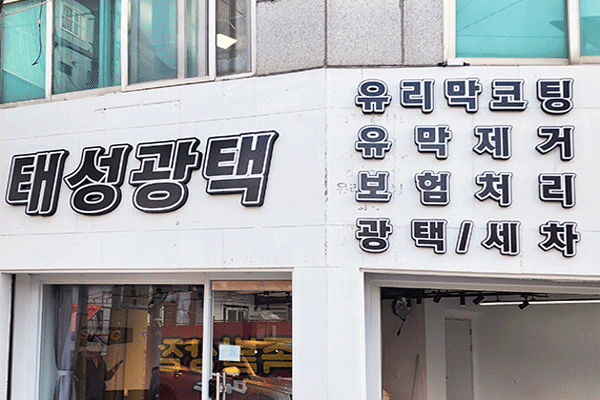 태성광택
유리막코팅
유막제거
보험처리
광택/세차